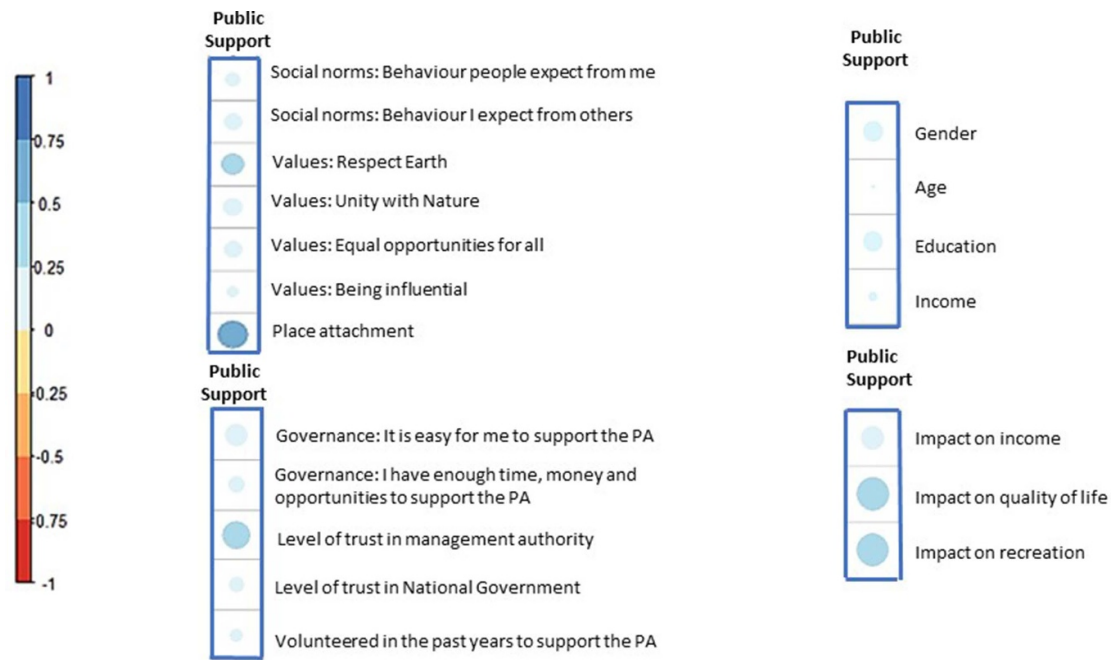 1
0.75
0.5
0.25
0
-0.25
-0.5
-0.75
-1
Public
Support
Social norms: Behaviour people expect from me
Social norms: Behaviour I expect from others
Values: Respect Earth
Values: Unity with Nature
Values: Equal opportunities for all
Values: Being influential
Place attachment
Public
Support
Governance: It is easy for me to support the PA
Governance: I have enough time, money and
opportunities to support the PA
Level of trust in management authority
Level of trust in National Government
Volunteered in the past years to support the PA
Public
Support
Gender
Age
Education
Income
Public
Support
Impact on income
Impact on quality of life
Impact on recreation